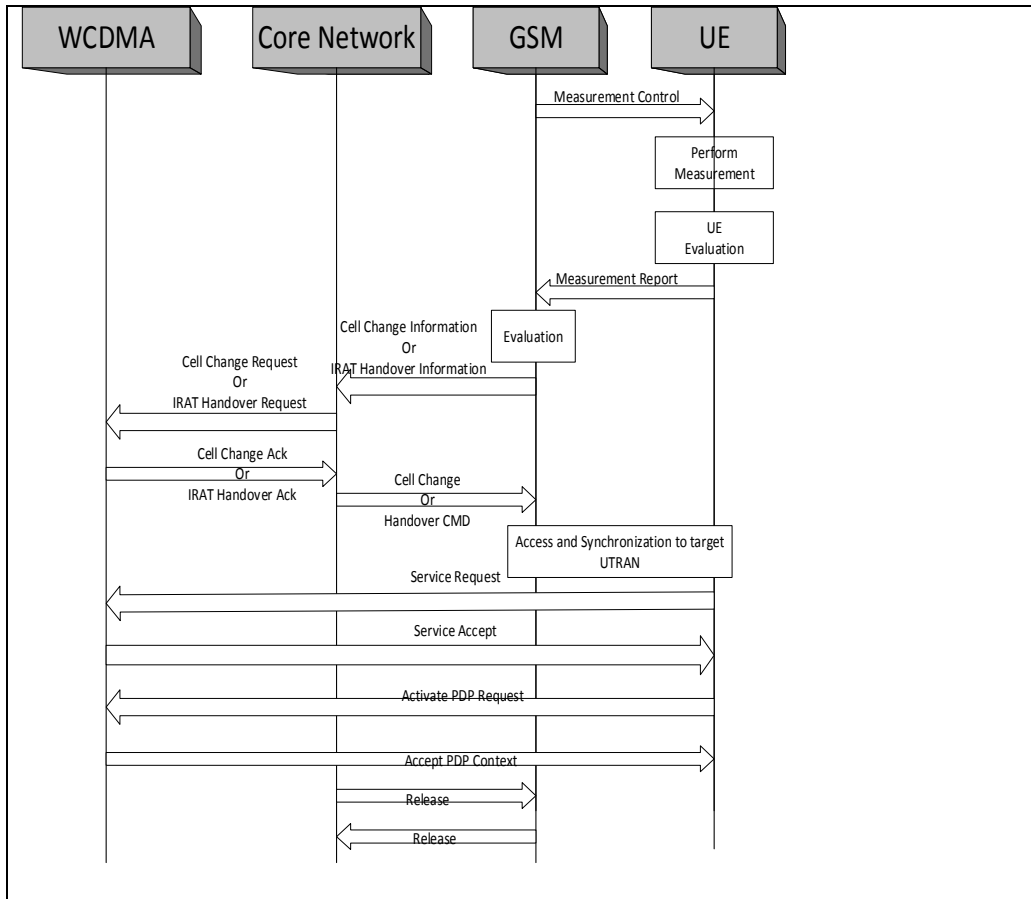 WCDMA
Core Network
GSM
UE
Measurement Control
Perform
Measurement
UE
Evaluation
Measurement Report
Evaluation
Cell Change Information
Or
IRAT Handover Information
Cell Change Request
Or
IRAT Handover Request
Cell Change Ack
Or
IRAT Handover Ack
Cell Change
Or
Handover CMD
Access and Synchronization to target
UTRAN
Service Request
Service Accept
Activate PDP Request
Accept PDP Context
Release
Release